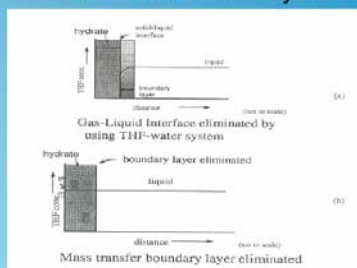 hydrate
solid-liquid
interface
THF conc.
liquid
boundary
layer
distance
(not to scale)
(a)
Gas-Liquid Interface eliminated by
using THF-water system
hydrate
boundary layer eliminated
THF conc.
liquid
(b)
distance
(not to scale)
Mass transfer boundary layer eliminated